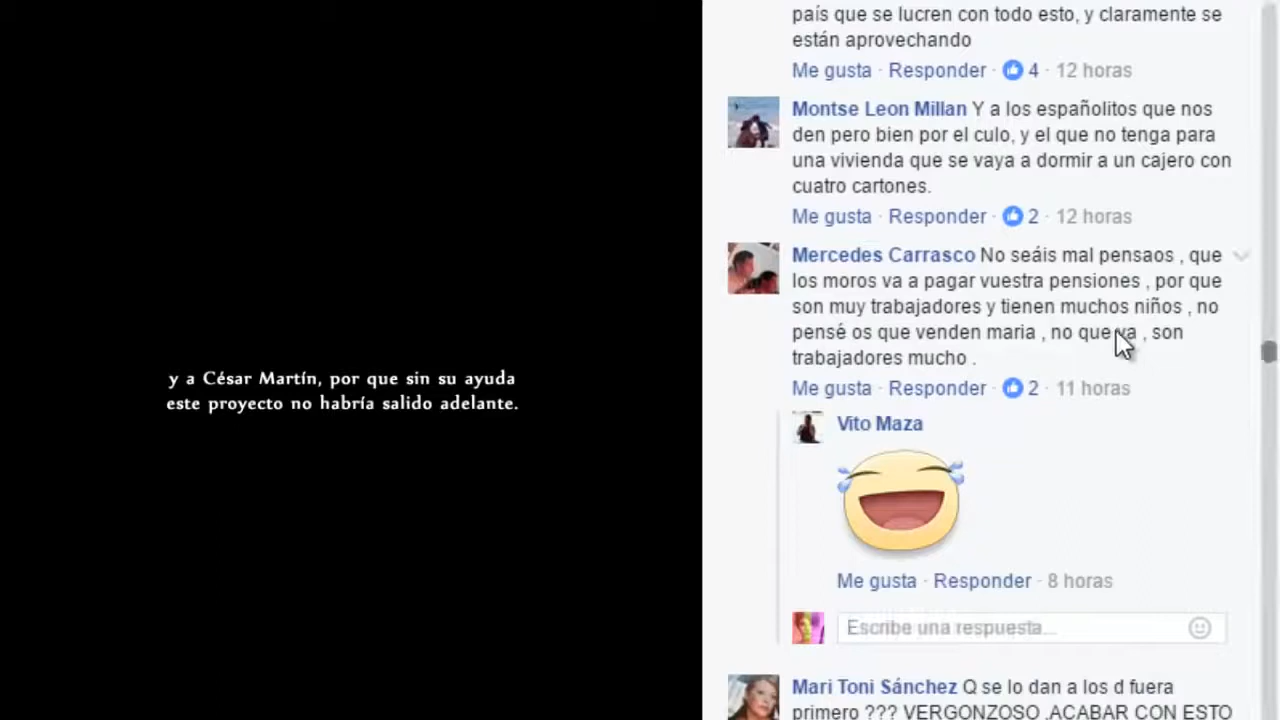 y a César Martín, por que sin su ayuda
este proyecto no habría salido adelante.
país que se lucren con todo esto, y claramente se
están aprovechando
Me gusta · Responder · 4 · 12 horas
Montse Leon Millan Y a los españolitos que nos
den pero bien por el culo, y el que no tenga para
una vivienda que se vaya a dormir a un cajero con
cuatro cartones.
Me gusta · Responder · 2 · 12 horas
Mercedes Carrasco No seáis mal pensaos , que
los moros va a pagar vuestra pensiones , por que
son muy trabajadores y tienen muchos niños , no
pensé os que venden maria , no que va , son
trabajadores mucho .
Me gusta · Responder · 2 · 11 horas
Vito Maza
Me gusta · Responder · 8 horas
Escribe una respuesta...
Mari Toni Sánchez Q se lo dan a los d fuera
primero ??? VERGONZOSO .ACABAR CON ESTO